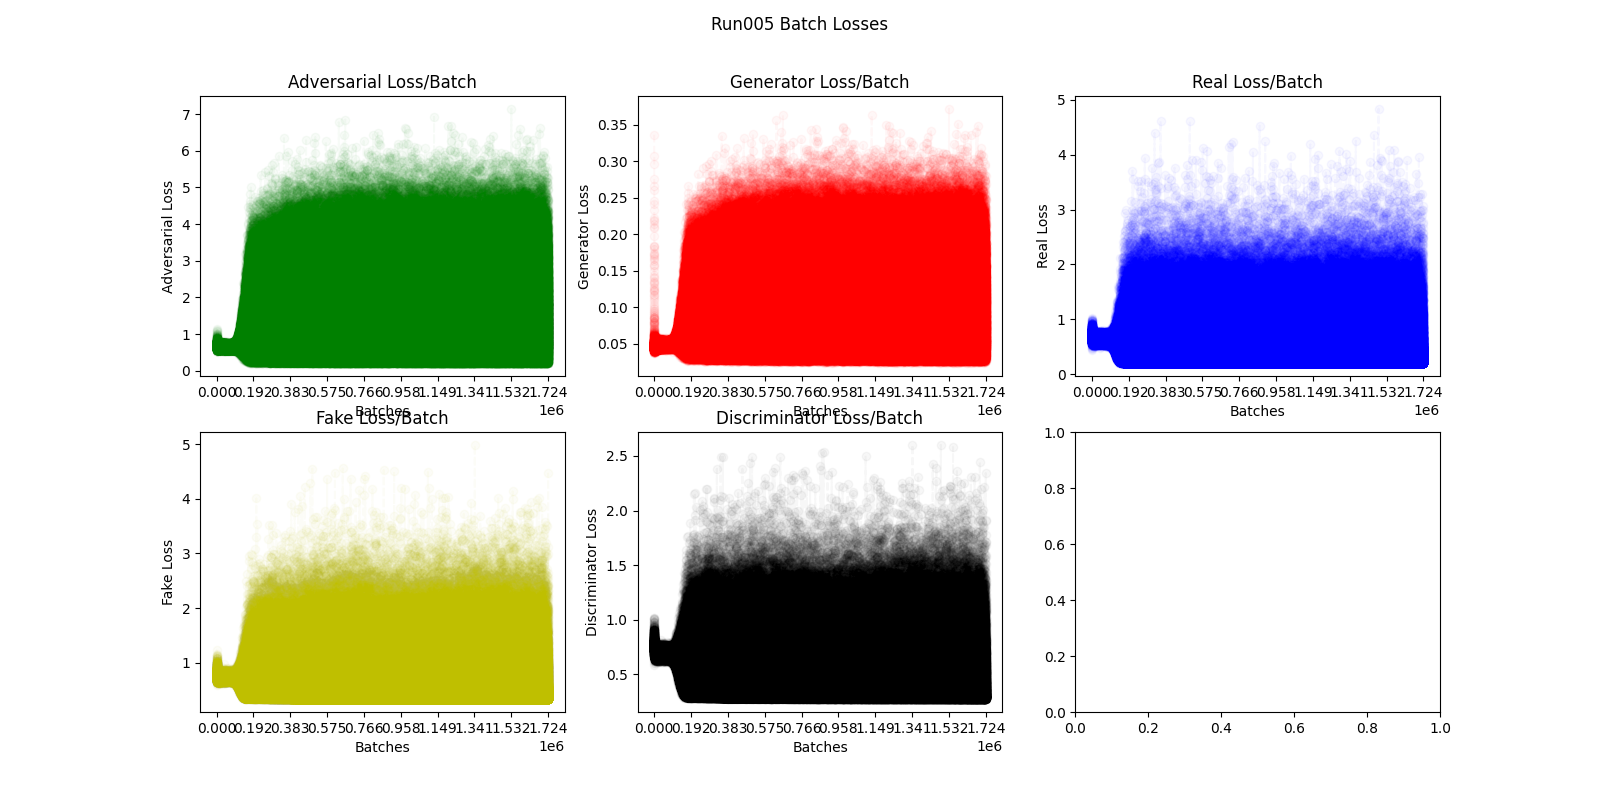 Run005 Batch Losses
Adversarial Loss/Batch
Generator Loss/Batch
Real Loss/Batch
Adversarial Loss
7
6
5
4
3
2
1
0
0.0000.1920.3830.5750.7660.9581.1491.3411.5321.724
1e6
Batches
Generator Loss
0.35
0.30
0.25
0.20
0.15
0.10
0.05
0.0000.1920.3830.5750.7660.9581.1491.3411.5321.724
1e6
Batches
Real Loss
5
4
3
2
1
0
0.0000.1920.3830.5750.7660.9581.1491.3411.5321.724
1e6
Batches
Fake Loss/Batch
Discriminator Loss/Batch
Fake Loss
5
4
3
2
1
0.0000.1920.3830.5750.7660.9581.1491.3411.5321.724
1e6
Batches
Discriminator Loss
2.5
2.0
1.5
1.0
0.5
0.0000.1920.3830.5750.7660.9581.1491.3411.5321.724
1e6
Batches
1.0
0.8
0.6
0.4
0.2
0.0
0.0 0.2 0.4 0.6 0.8 1.0